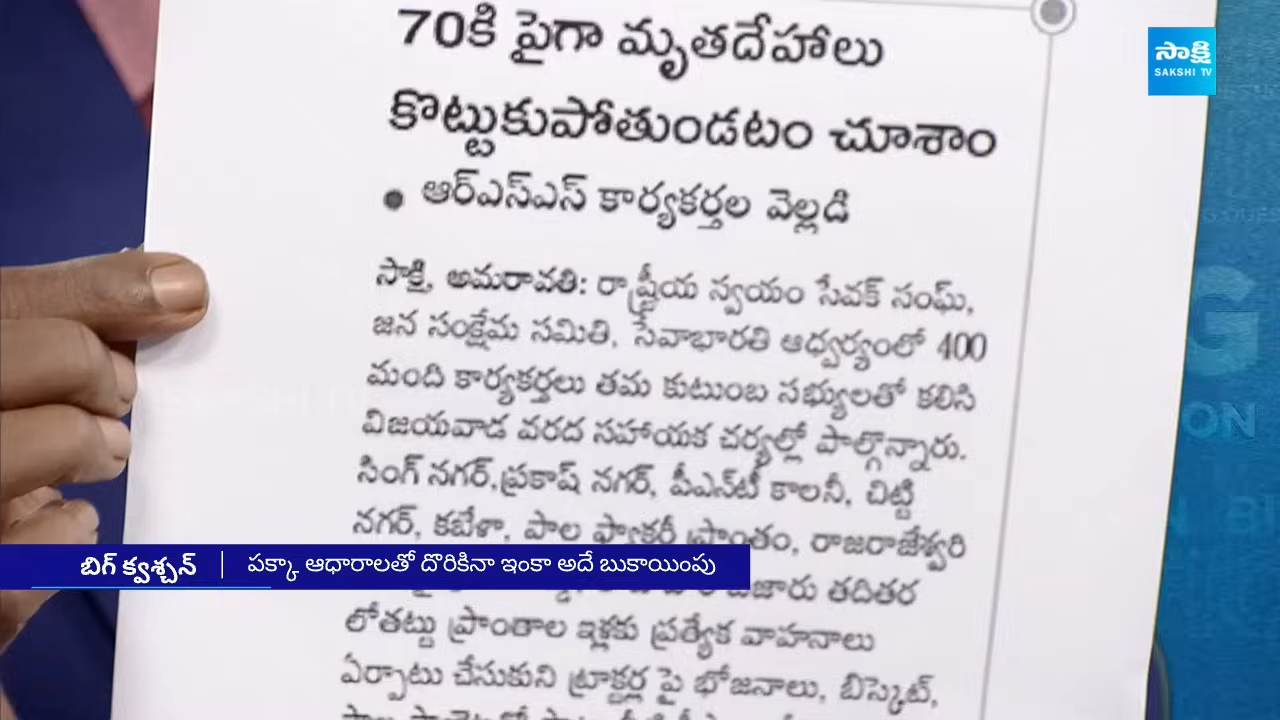 70కి పైగా మృతదేహాలు
కొట్టుకుపోతుండటం చూశాం
• ఆర్ఎస్ఎస్ కార్యకర్తల వెల్లడి
సాక్షి, అమరావతి: రాష్ట్రీయ స్వయం సేవక్ సంఘ్,
జన సంక్షేమ సమితి, సేవాభారతి ఆధ్వర్యంలో 400
మంది కార్యకర్తలు తమ కుటుంబ సభ్యులతో కలిసి
విజయవాడ వరద సహాయక చర్యల్లో పాల్గొన్నారు.
సింగ్ నగర్,ప్రకాష్ నగర్, పీఎన్‌టీ కాలనీ, చిట్టి
నగర్, కబేళా, పాల ఫ్యాక్టరీ ప్రాంతం, రాజరాజేశ్వరి
తదితర
లోతట్టు ప్రాంతాల ఇళ్లకు ప్రత్యేక వాహనాలు
ఏర్పాటు చేసుకుని ట్రాక్టర్ల పై భోజనాలు, బిస్కెట్,
సాక్షి
SAKSHI TV
బిగ్ క్వశ్చన్ | పక్కా ఆధారాలతో దొరికినా ఇంకా అదే బుకాయింపు